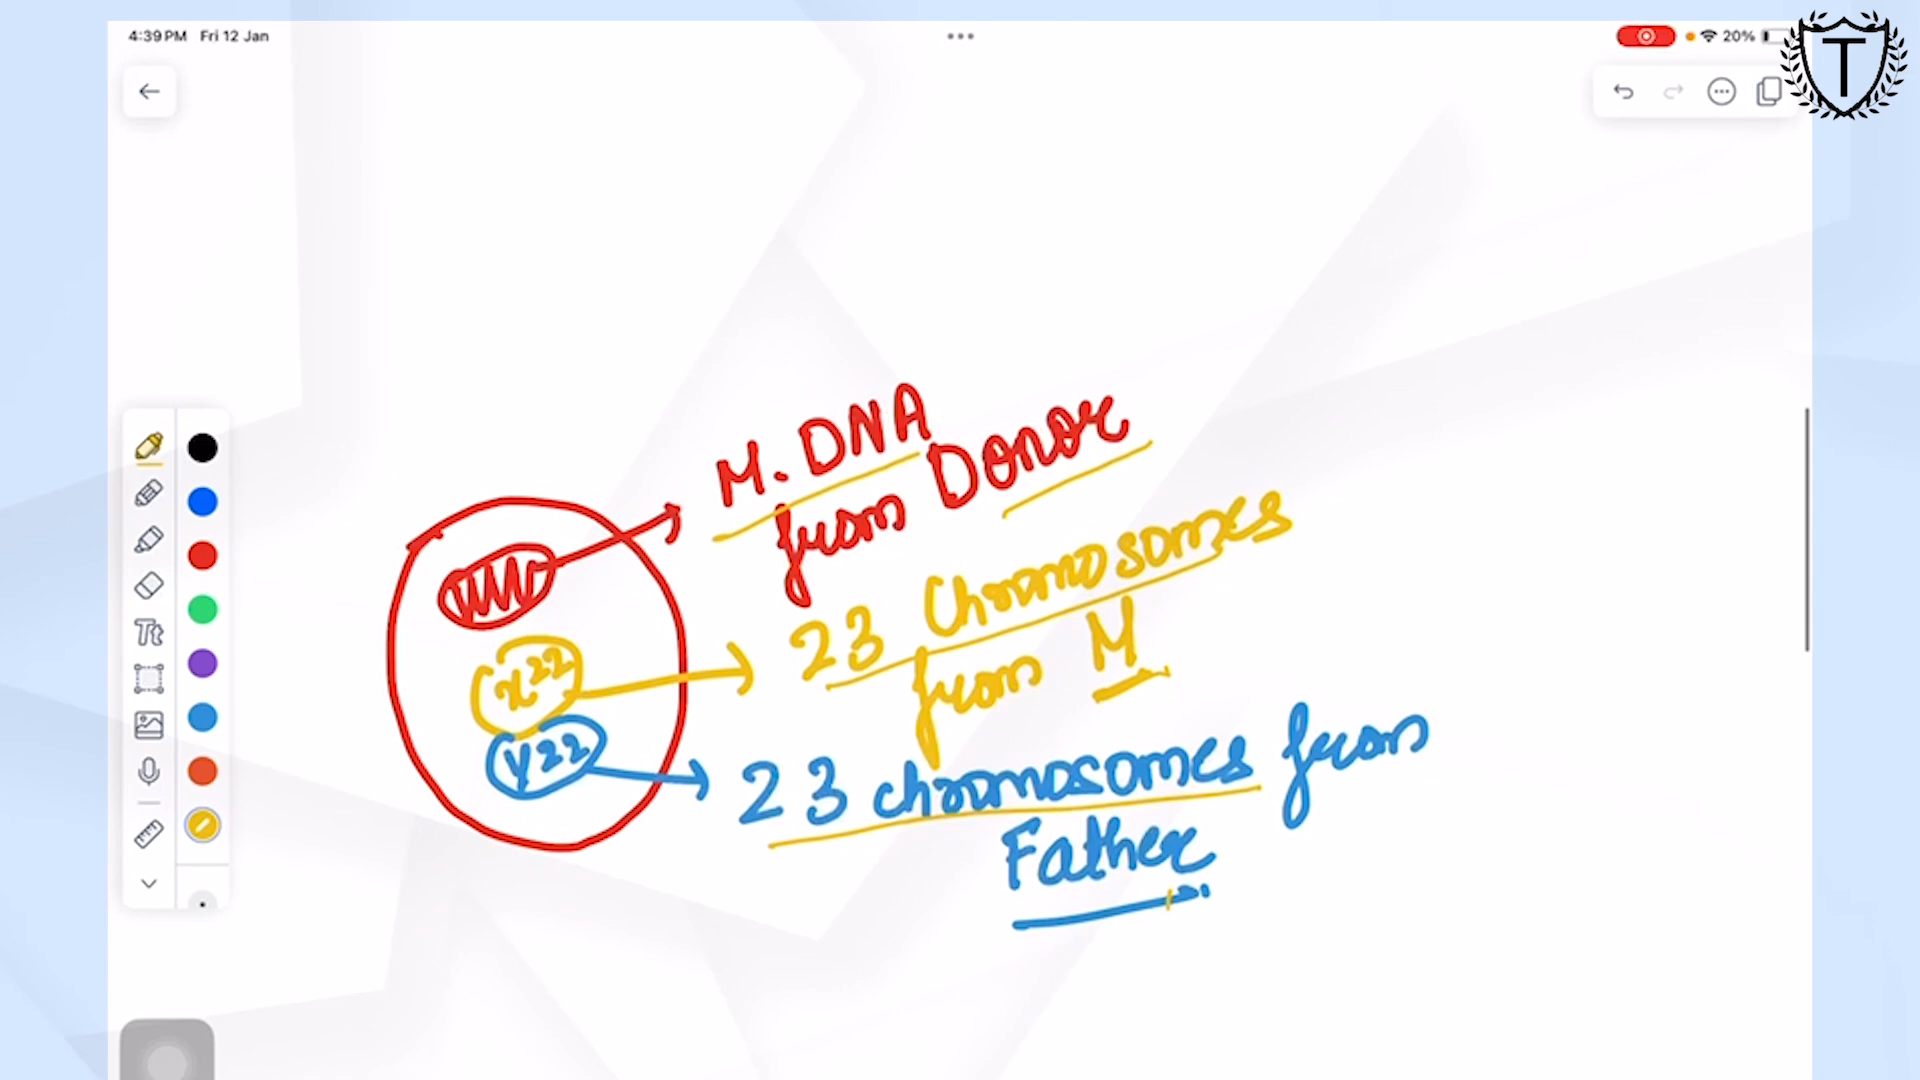 4:39 PM Fri 12 Jan
20%
T
Tt
M. DNA
from Donor
23 Chromosomes
from M
x22
y22
23 chromosomes from
Father